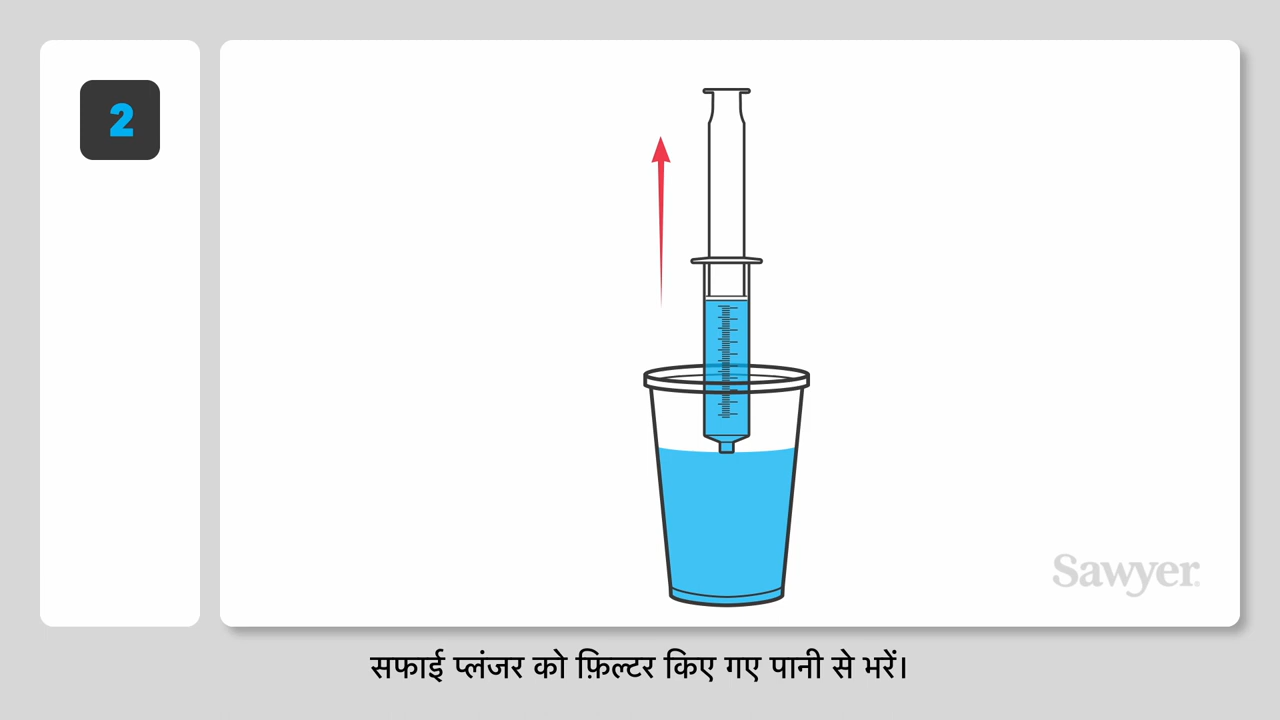 2
Sawyer
सफाई प्लंजर को फ़िल्टर किए गए पानी से भरें।